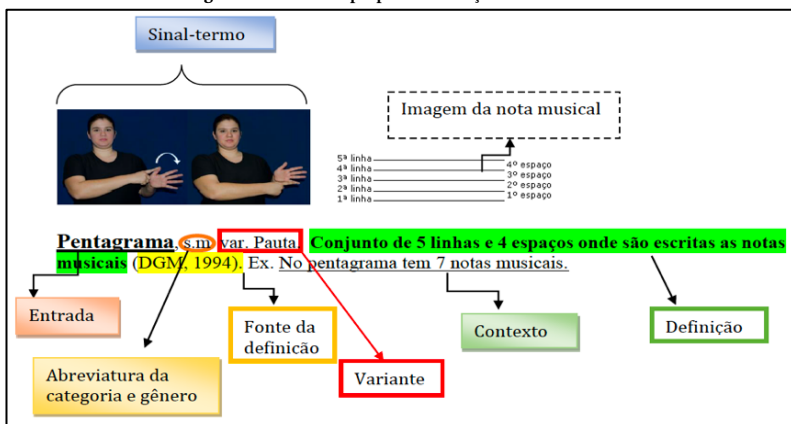 Sinal-termo
Imagem da nota musical
5ª linha
4ª linha 4º espaço
3ª linha 3º espaço
2ª linha 2º espaço
1ª linha 1º espaço
Pentagrama, s.m var. Pauta. Conjunto de 5 linhas e 4 espaços onde são escritas as notas
musicais (DGM, 1994). Ex. No pentagrama tem 7 notas musicais.
Entrada
Fonte da
definicão
Contexto
Definição
Abreviatura da
categoria e gênero
Variante